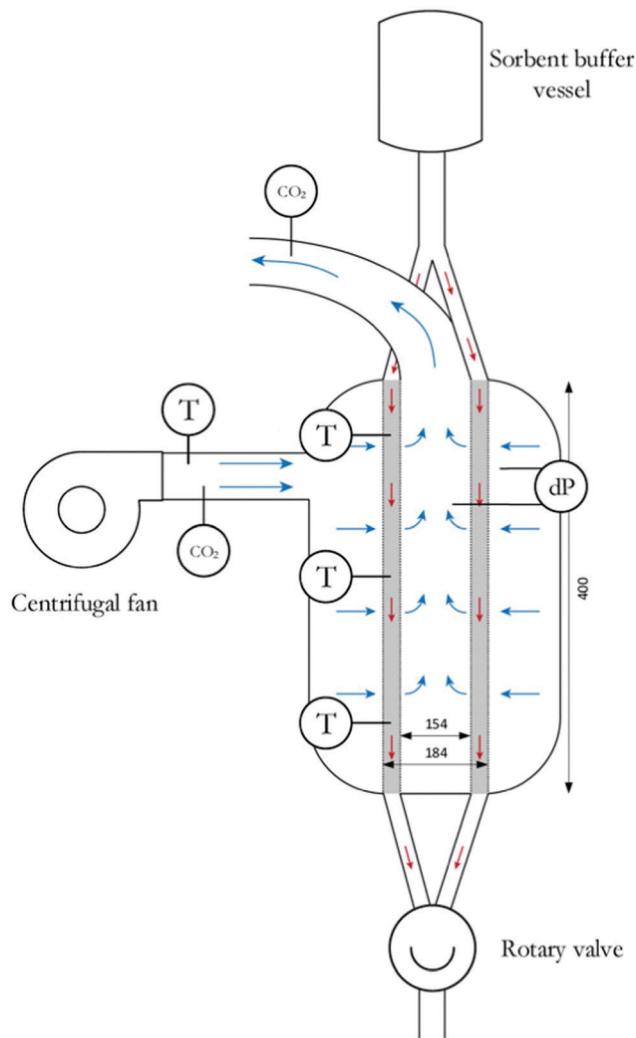 Sorbent buffer
vessel
CO₂
T
T
dP
CO₂
Centrifugal fan
T
400
T
154
184
Rotary valve